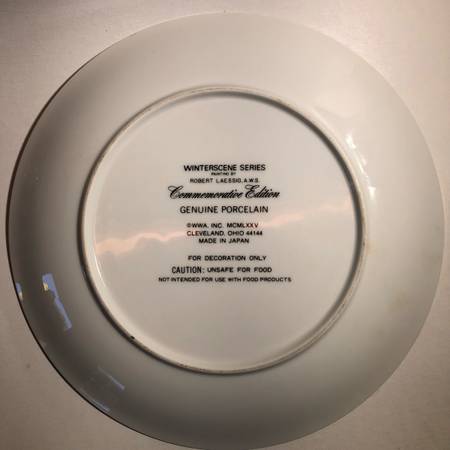 WINTERSCENE SERIES
PAINTING BY
ROBERT LAESSIG, A.W.S.
Commemorative Edition
GENUINE PORCELAIN
©WWA, INC. MCMLXXV
CLEVELAND, OHIO 44144
MADE IN JAPAN
FOR DECORATION ONLY
CAUTION: UNSAFE FOR FOOD
NOT INTENDED FOR USE WITH FOOD PRODUCTS